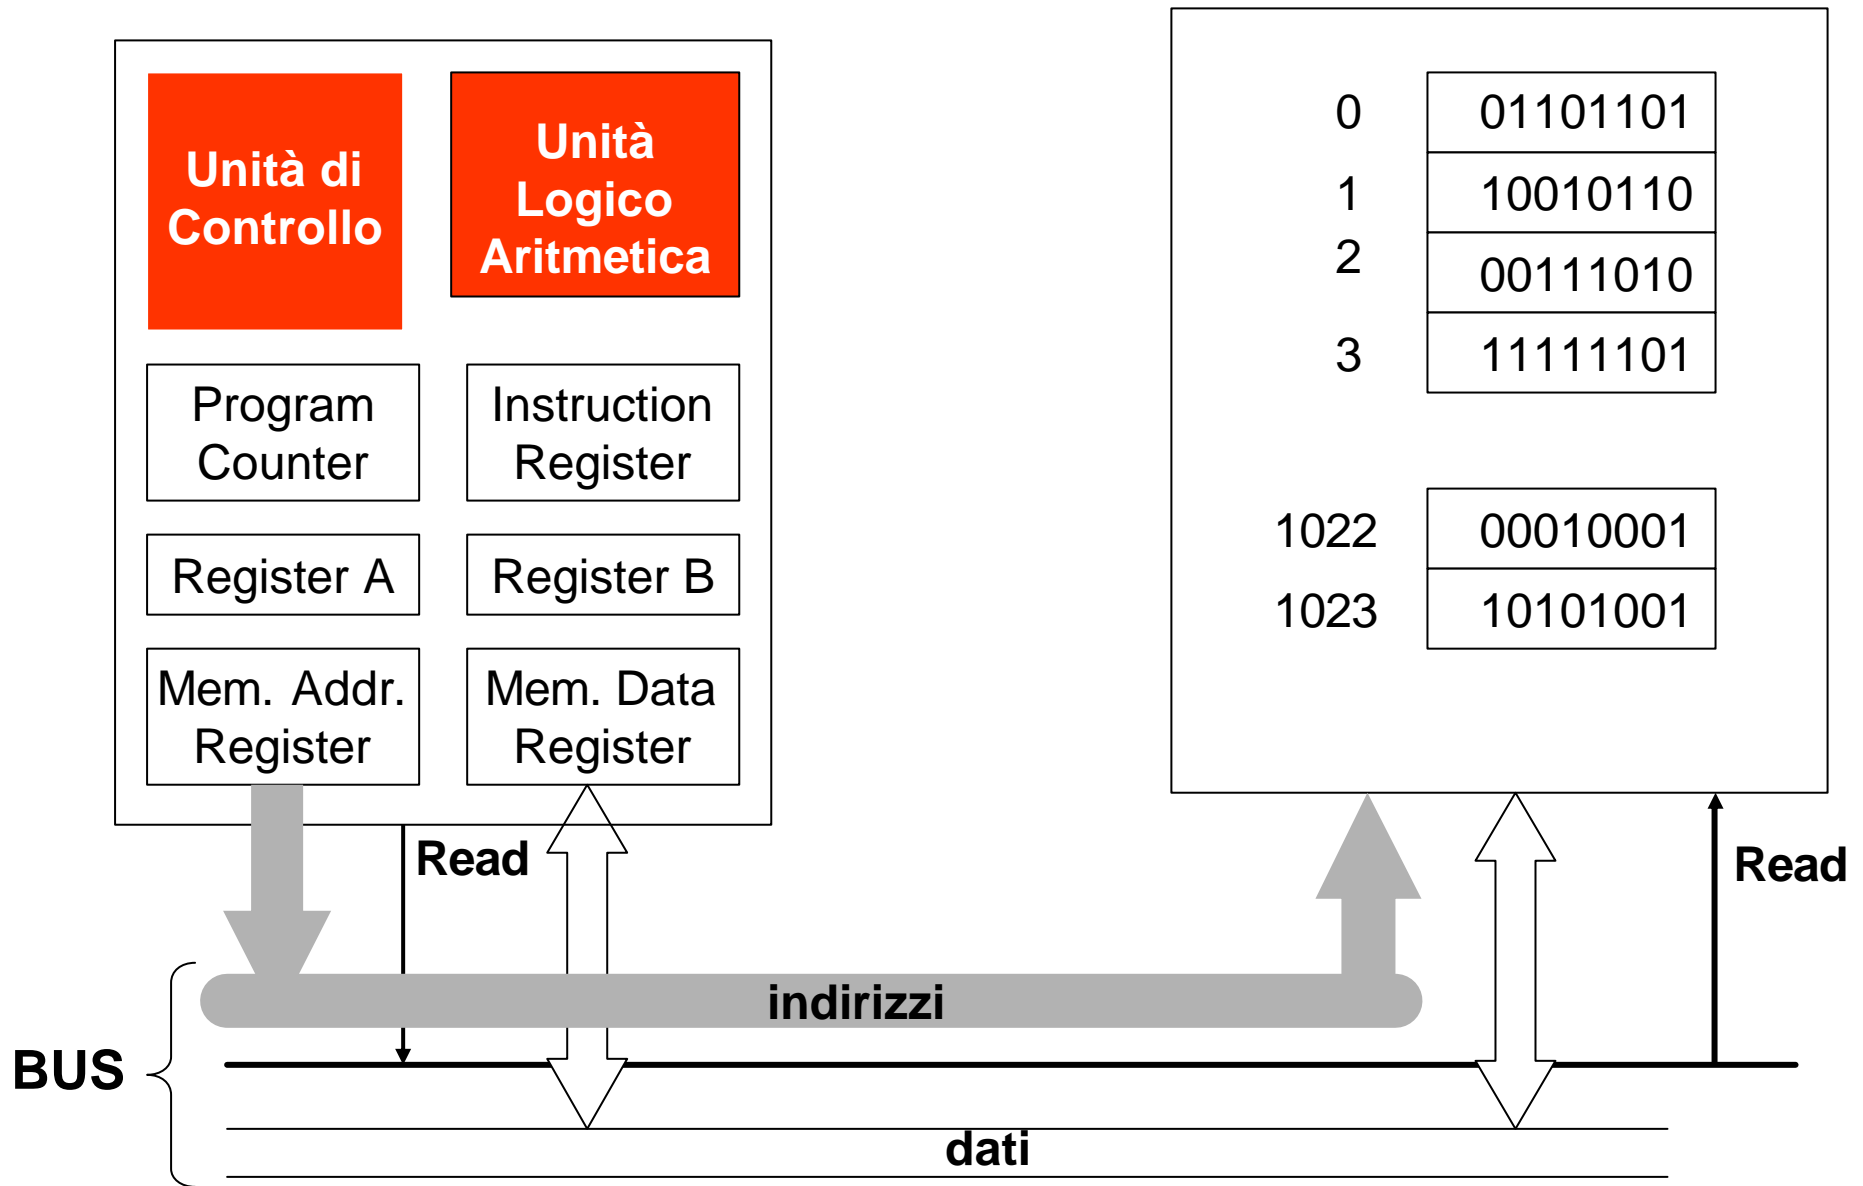 Unità di
Controllo
Unità
Logico
Aritmetica
Program
Counter
Instruction
Register
Register A
Register B
Mem. Addr.
Register
Mem. Data
Register
0 01101101
1 10010110
2 00111010
3 11111101
1022 00010001
1023 10101001
Read
Read
indirizzi
BUS
dati